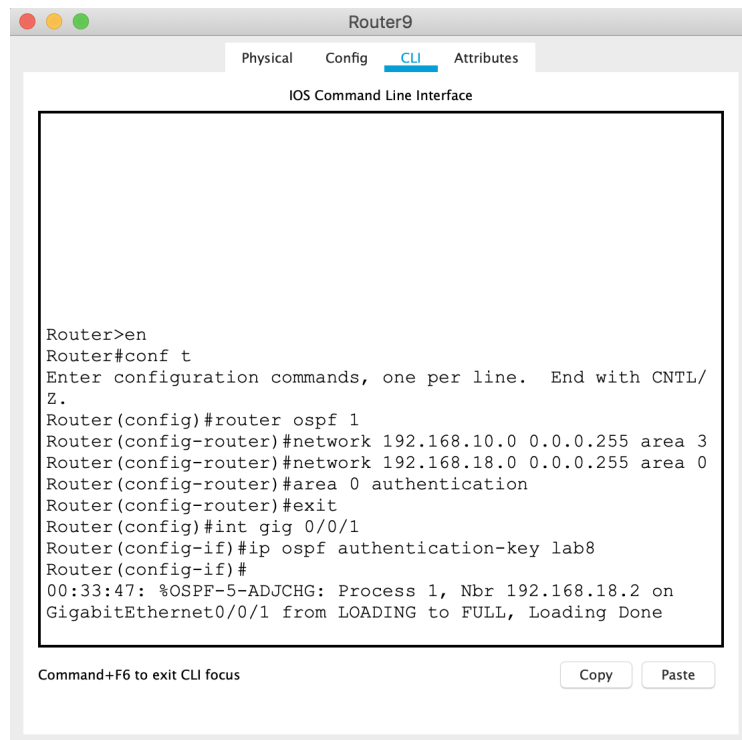 Router9
Physical Config CLI Attributes
IOS Command Line Interface
Router>en
Router#conf t
Enter configuration commands, one per line.  End with CNTL/
Z.
Router(config)#router ospf 1
Router(config-router)#network 192.168.10.0 0.0.0.255 area 3
Router(config-router)#network 192.168.18.0 0.0.0.255 area 0
Router(config-router)#area 0 authentication
Router(config-router)#exit
Router(config)#int gig 0/0/1
Router(config-if)#ip ospf authentication-key lab8
Router(config-if)#
00:33:47: %OSPF-5-ADJCHG: Process 1, Nbr 192.168.18.2 on
GigabitEthernet0/0/1 from LOADING to FULL, Loading Done
Command+F6 to exit CLI focus
Copy Paste